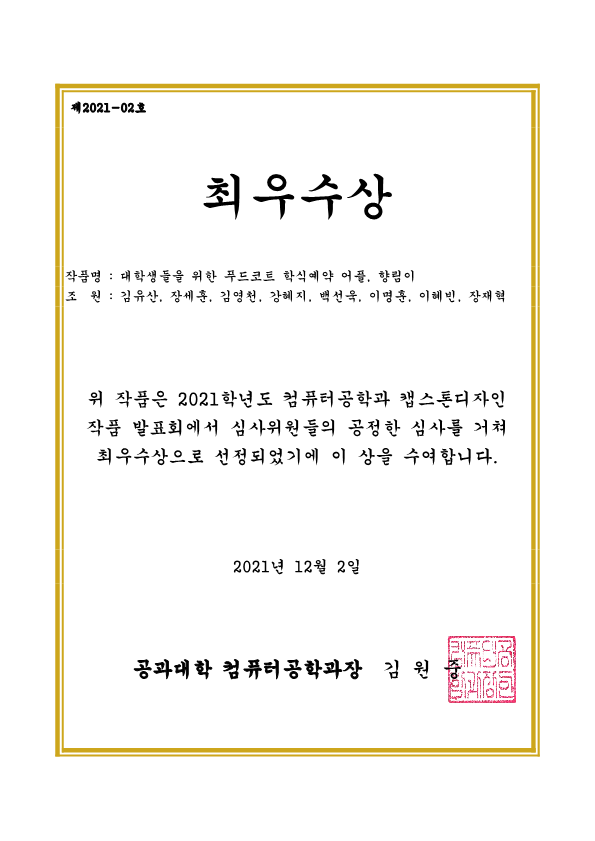 제2021-02호
최우수상
작품명 : 대학생들을 위한 푸드코트 학식예약 어플, 향림이
조 원 : 김유산, 장세훈, 김영천, 강혜지, 백선욱, 이명훈, 이혜빈, 장재혁
위 작품은 2021학년도 컴퓨터공학과 캡스톤디자인
작품 발표회에서 심사위원들의 공정한 심사를 거쳐
최우수상으로 선정되었기에 이 상을 수여합니다.
2021년 12월 2일
공과대학 컴퓨터공학과장 김 원 중